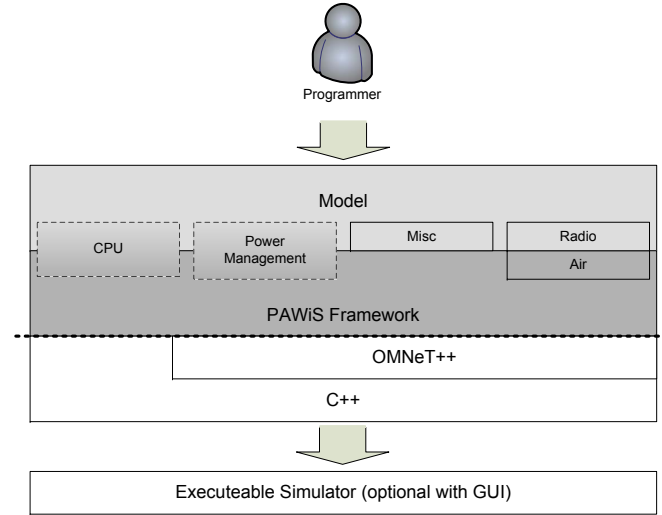 Programmer
Model
CPU
Power
Management
Misc
Radio
Air
PAWiS Framework
OMNeT++
C++
Executeable Simulator (optional with GUI)